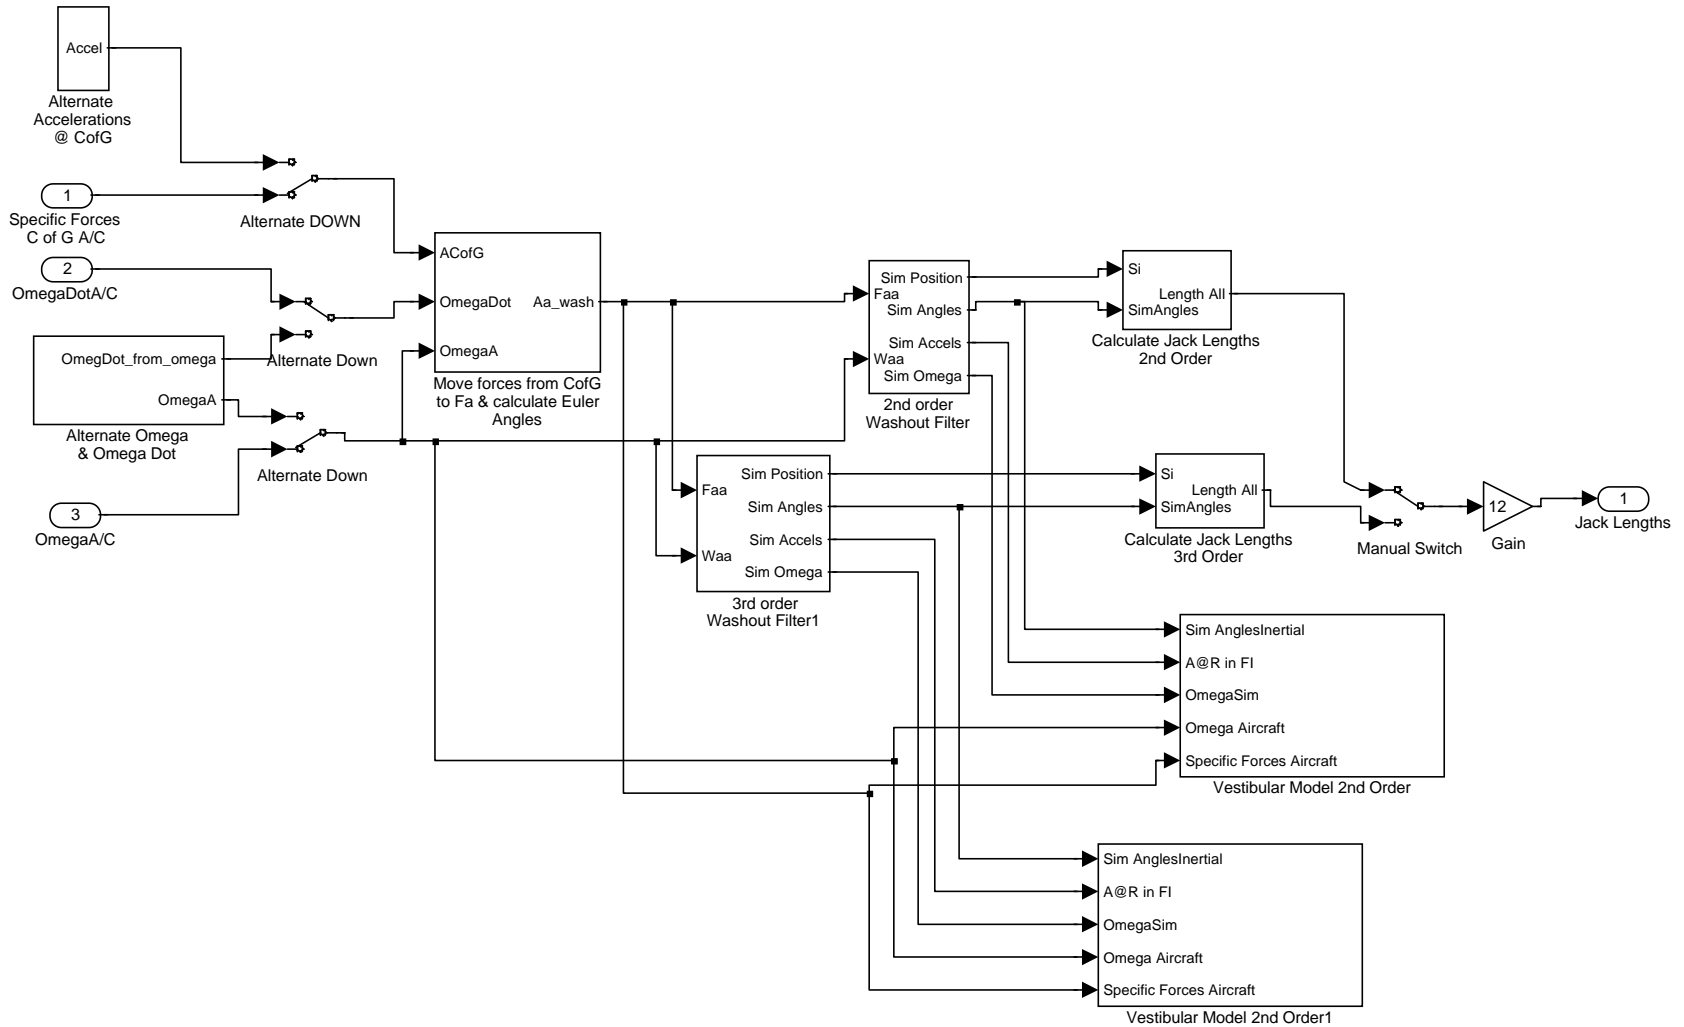 Accel
Alternate
Accelerations
@ CofG
1
Specific Forces
C of G A/C
Alternate DOWN
2
OmegaDotA/C
OmegDot_from_omega
OmegaA
Alternate Omega
& Omega Dot
Alternate Down
Alternate Down
3
OmegaA/C
ACofG
OmegaDot
OmegaA
Aa_wash
Move forces from CofG
to Fa & calculate Euler
Angles
Faa
Waa
Sim Position
Sim Angles
Sim Accels
Sim Omega
2nd order
Washout Filter
Faa
Waa
Sim Position
Sim Angles
Sim Accels
Sim Omega
3rd order
Washout Filter1
Si
SimAngles
Length All
Calculate Jack Lengths
2nd Order
Si
SimAngles
Length All
Calculate Jack Lengths
3rd Order
Manual Switch
12
Gain
1
Jack Lengths
Sim AnglesInertial
A@R in FI
OmegaSim
Omega Aircraft
Specific Forces Aircraft
Vestibular Model 2nd Order
Sim AnglesInertial
A@R in FI
OmegaSim
Omega Aircraft
Specific Forces Aircraft
Vestibular Model 2nd Order1